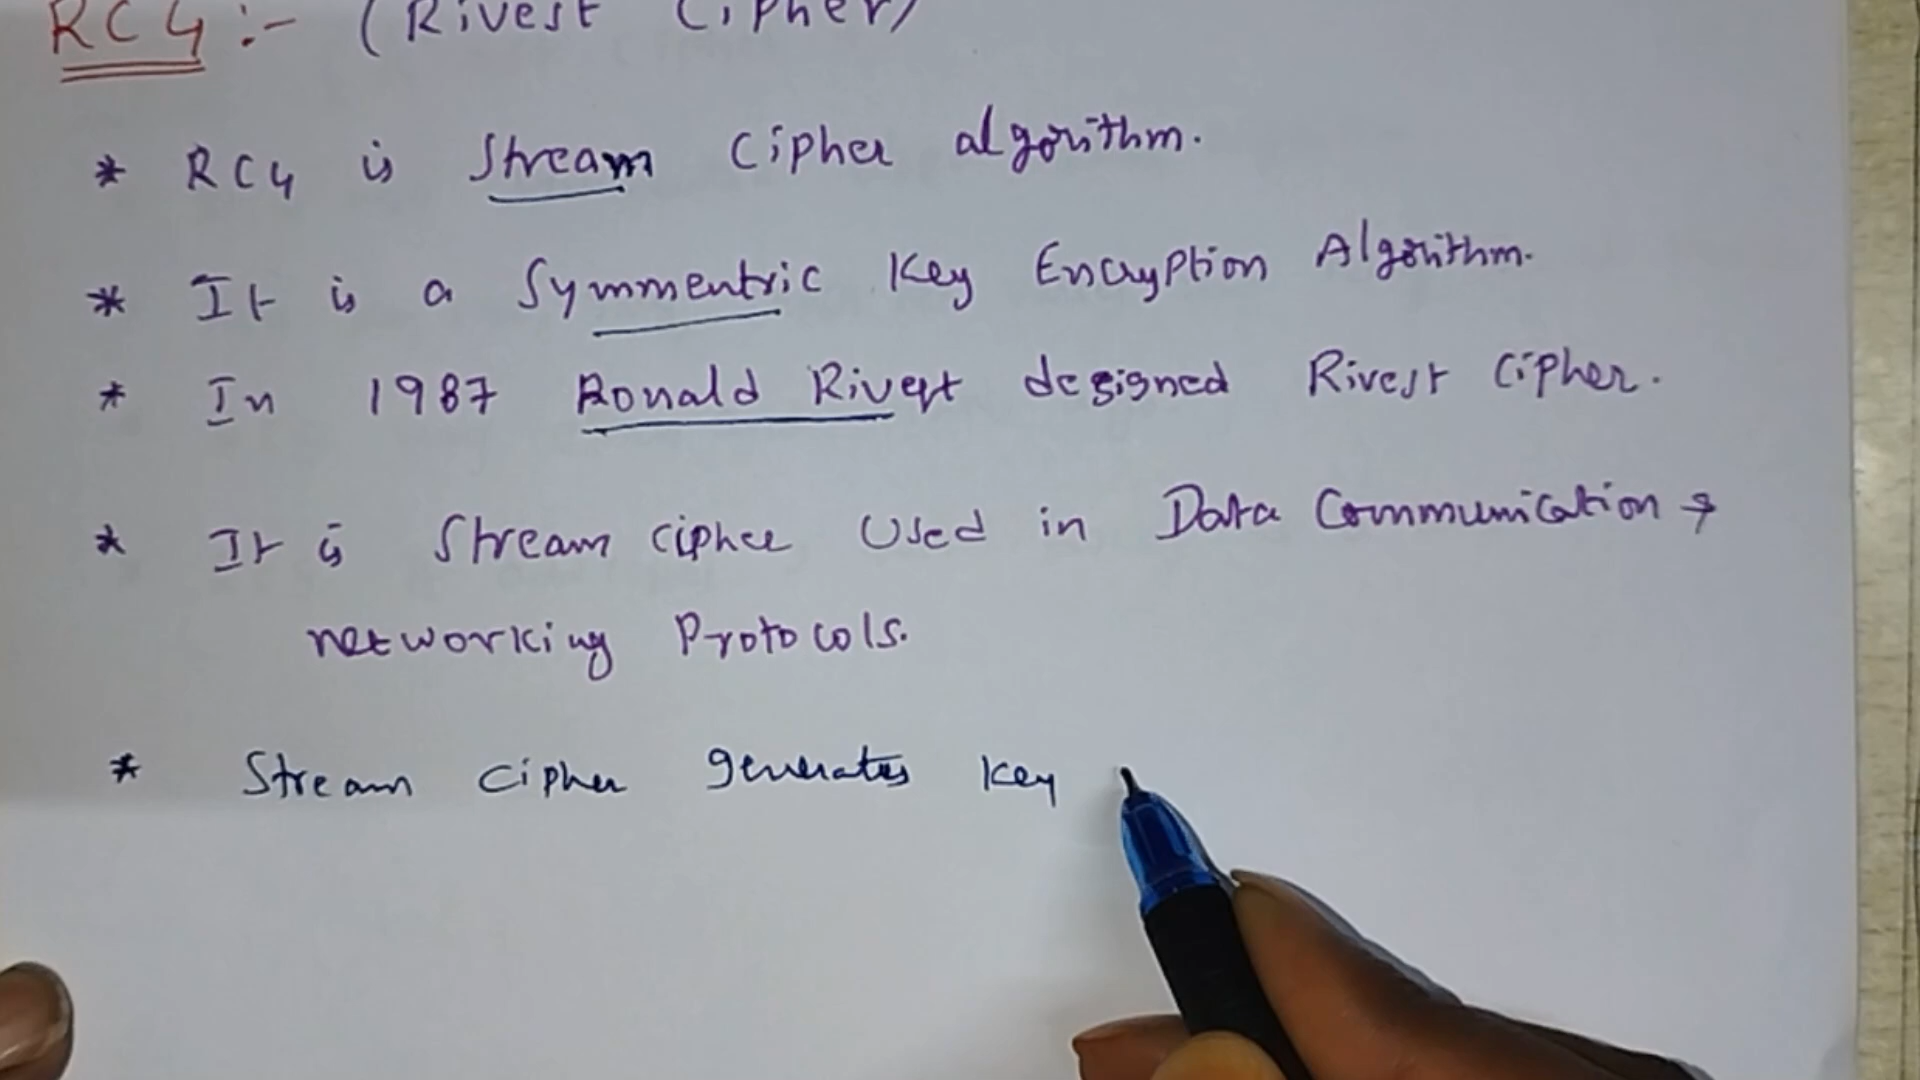 RC4 :- (Rivest Cipher)
* RC4 is Stream Cipher algorithm.
* It is a Symmentric Key Encryption Algorithm.
* In 1987 Ronald Rivest designed Rivest Cipher.
* It is Stream cipher Used in Data Communication →
networking Protocols.
* Stream cipher generates key